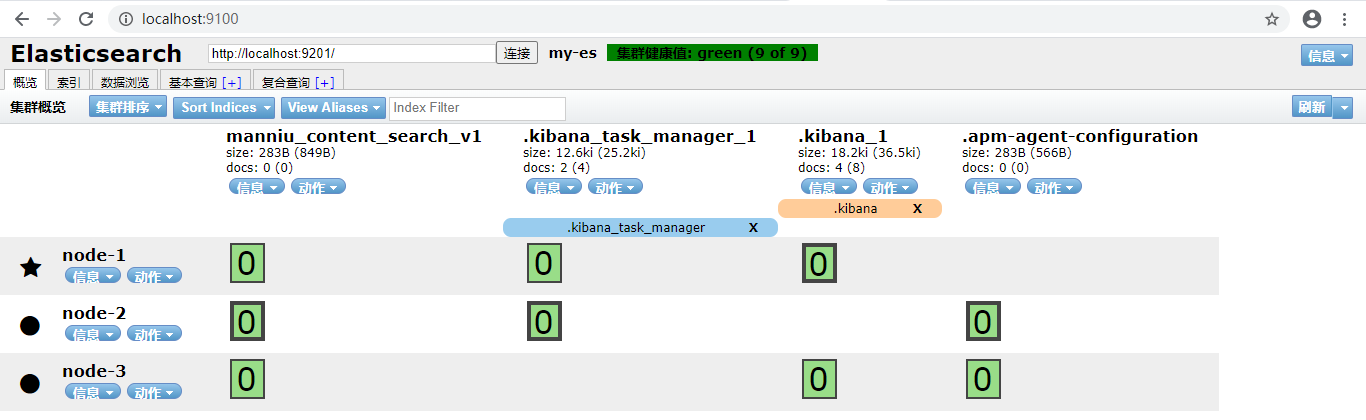 localhost:9100
Elasticsearch http://localhost:9201/ 连接 my-es 集群健康值: green (9 of 9) 信息
概览 索引 数据浏览 基本查询 [+] 复合查询 [+]
集群概览 集群排序 Sort Indices View Aliases Index Filter 刷新
manniu_content_search_v1 .kibana_task_manager_1 .kibana_1 .apm-agent-configuration
size: 283B (849B) size: 12.6ki (25.2ki) size: 18.2ki (36.5ki) size: 283B (566B)
docs: 0 (0) docs: 2 (4) docs: 4 (8) docs: 0 (0)
信息 动作 信息 动作 信息 动作 信息 动作
.kibana X
.kibana_task_manager X
node-1 0 0 0
信息 动作
node-2 0 0 0
信息 动作
node-3 0 0 0
信息 动作